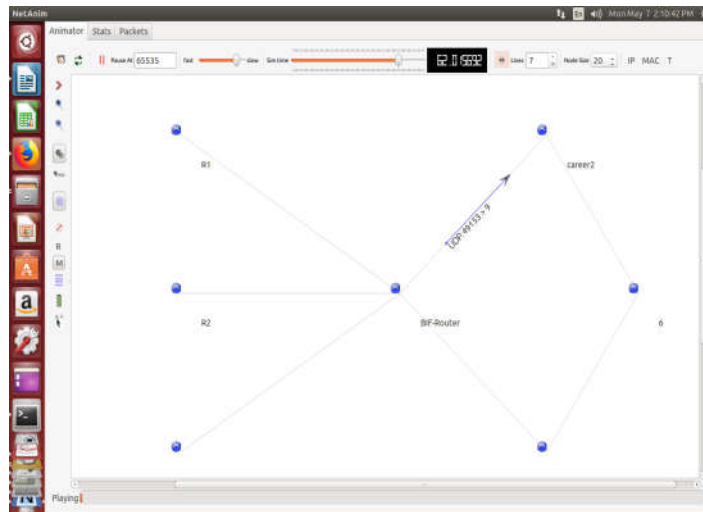 NetAnim
En
Mon May 7 2:10:42 PM
Animator Stats Packets
Pause At 65535 fast slow Sim time Lines 7 Node Size 20 IP MAC T
R
M
R1
career2
UDP 49153 > 9
R2
BIF-Router
6
Playing